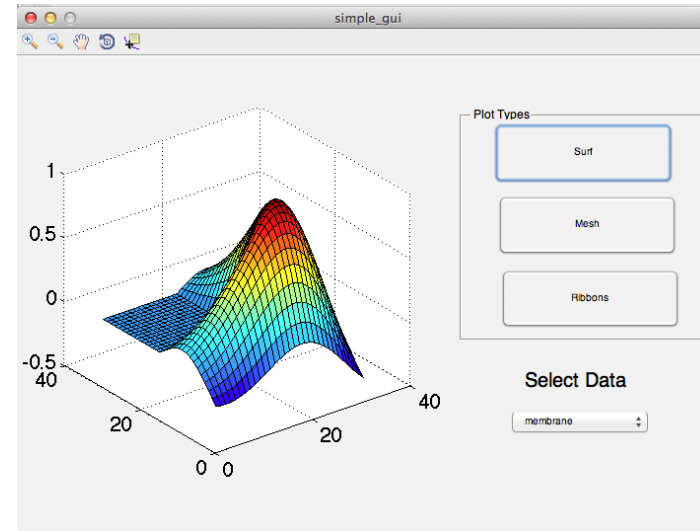 simple_gui
Plot Types
Surf
Mesh
Ribbons
Select Data
membrane
1
0.5
0
-0.5
40
20
0
0
20
40